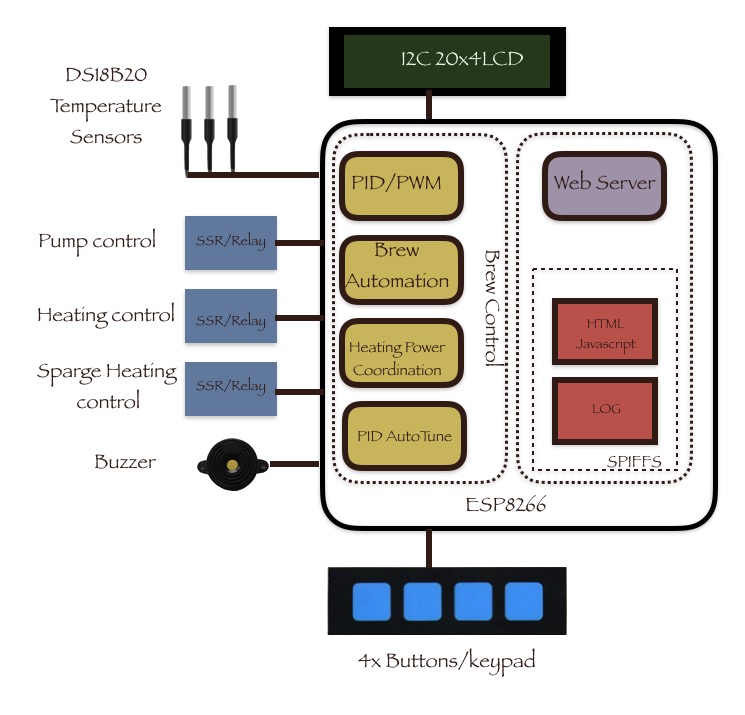 I2C 20x4LCD
DS18B20
Temperature
Sensors
PID/PWM
Web Server
Pump control
SSR/Relay
Brew
Automation
Brew Control
Heating control
SSR/Relay
HTML
Javascript
Heating Power
Coordination
Sparge Heating
control
SSR/Relay
LOG
PID AutoTune
Buzzer
SPIFFS
ESP8266
4x Buttons/keypad